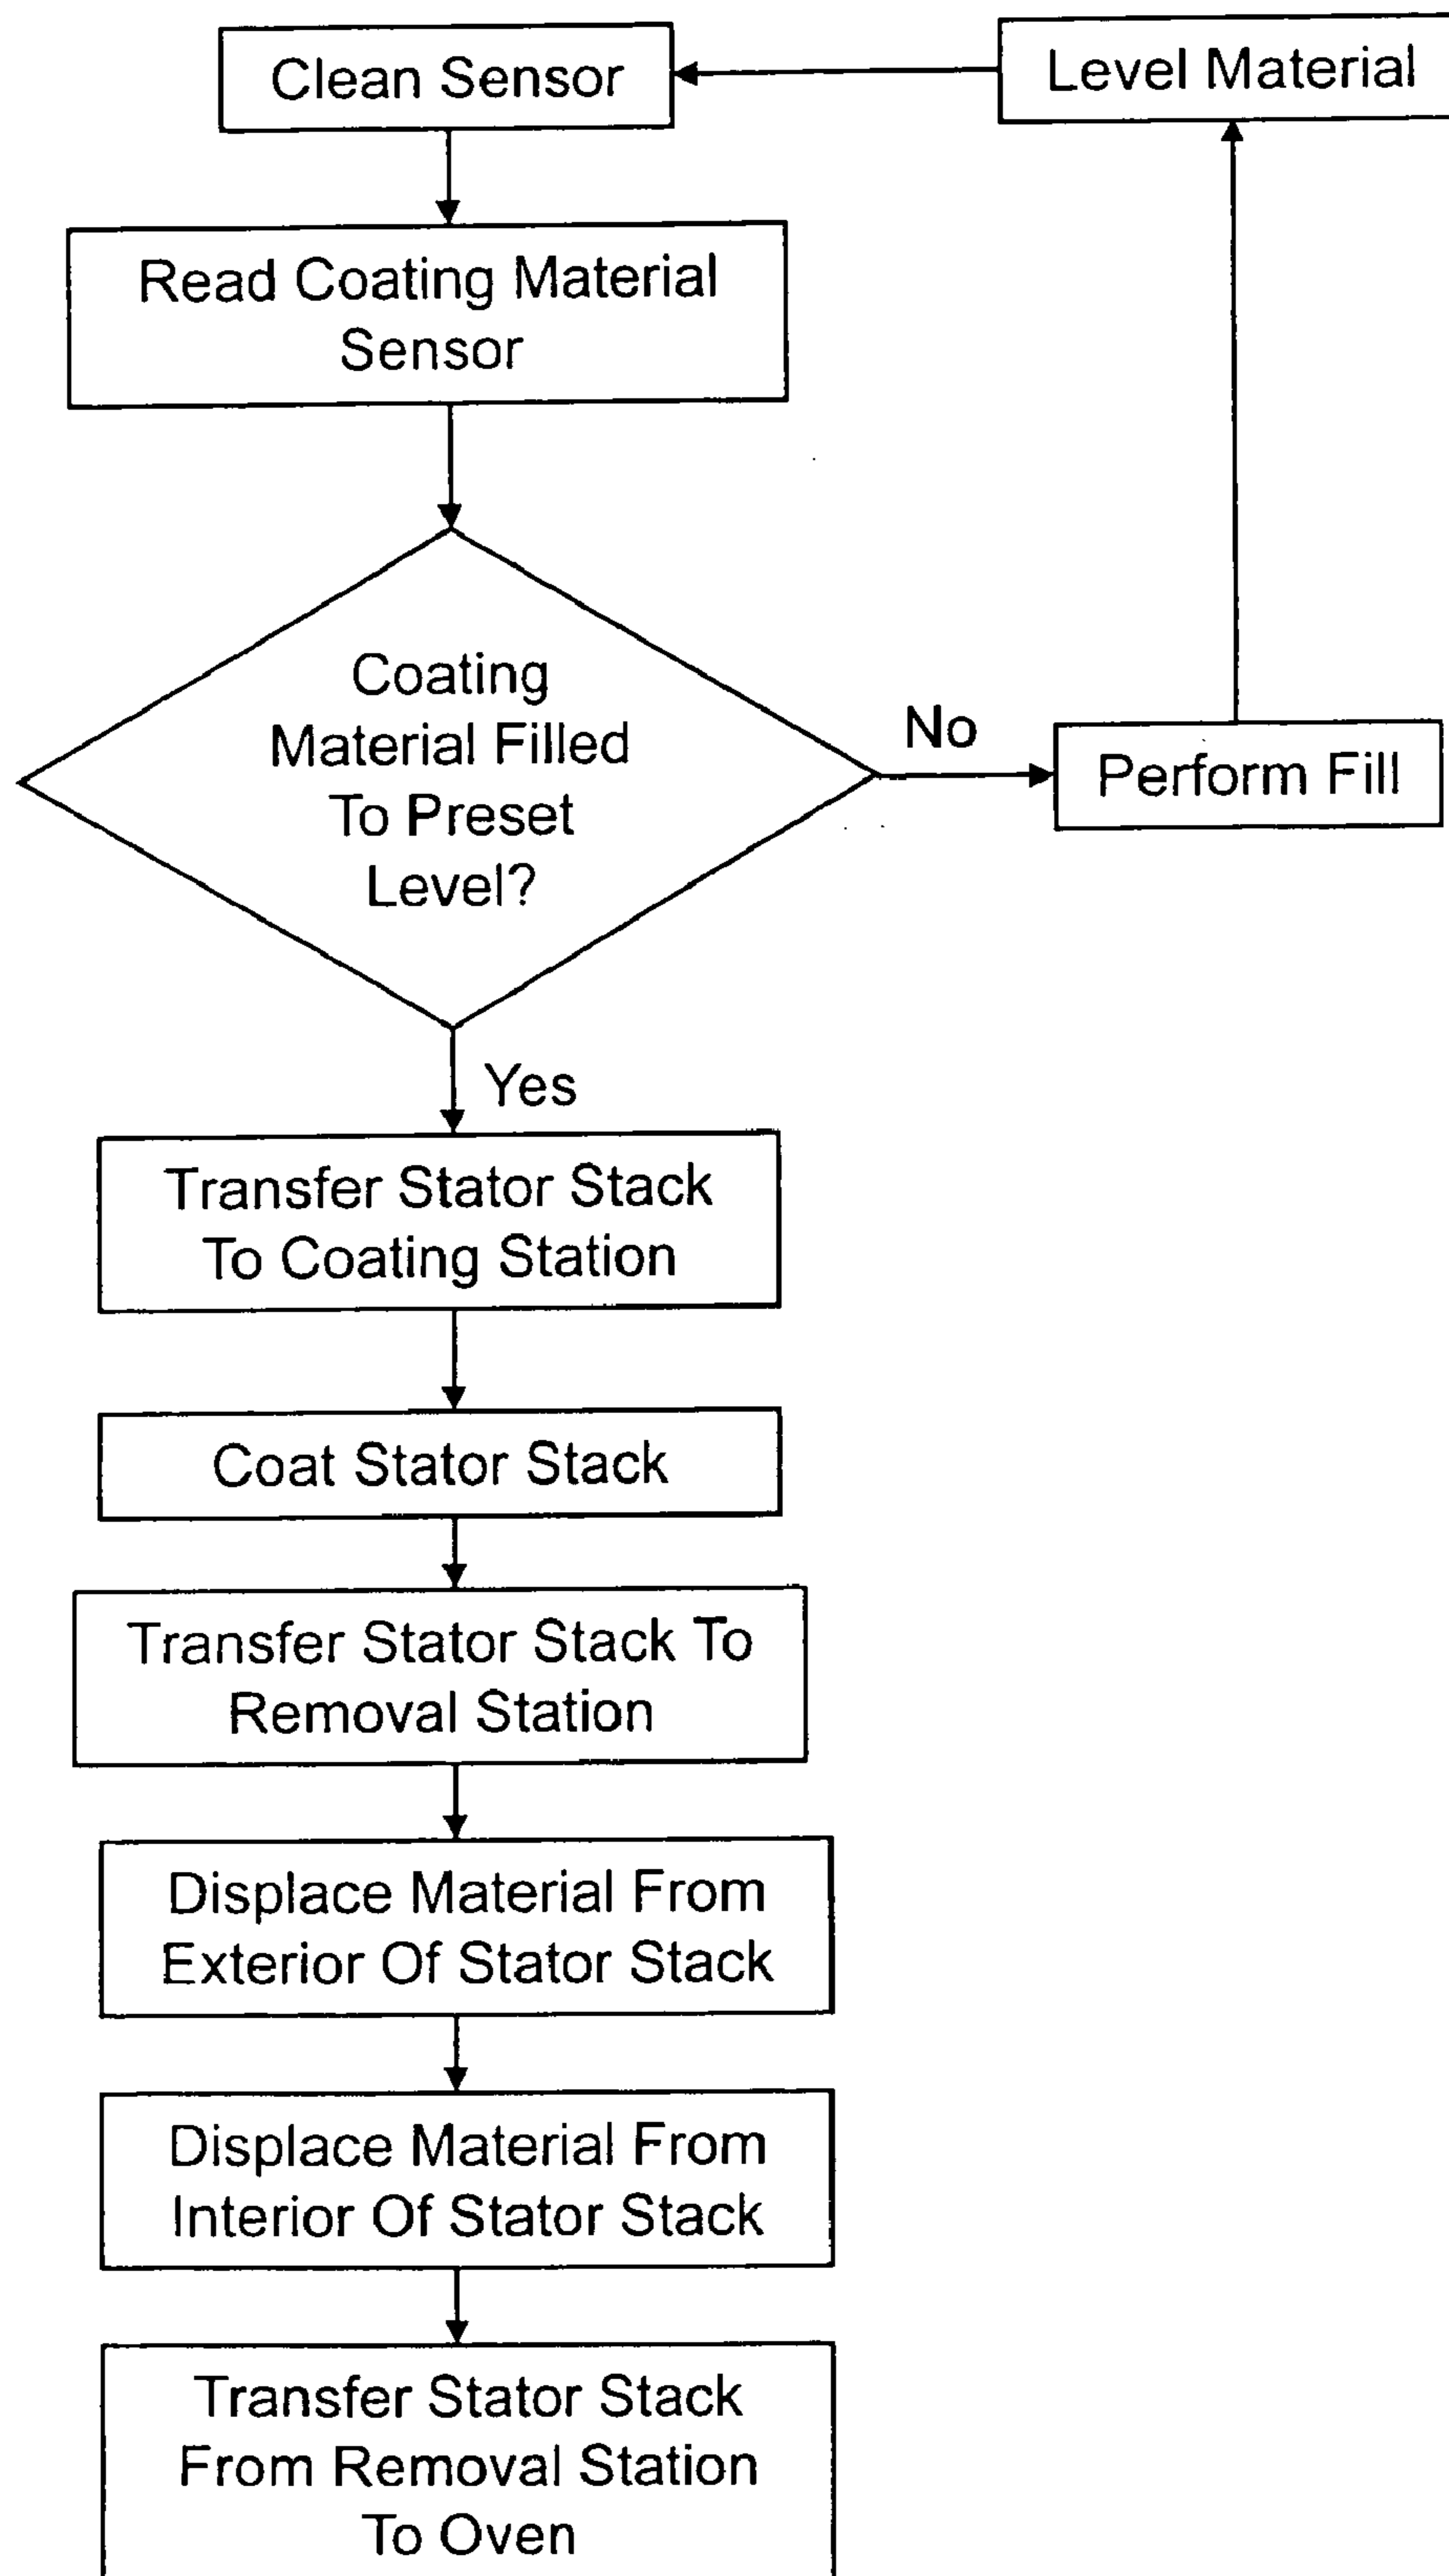 Clean Sensor
Level Material
Read Coating Material
Sensor
Coating
Material Filled
To Preset
Level?
No
Perform Fill
Yes
Transfer Stator Stack
To Coating Station
Coat Stator Stack
Transfer Stator Stack To
Removal Station
Displace Material From
Exterior Of Stator Stack
Displace Material From
Interior Of Stator Stack
Transfer Stator Stack
From Removal Station
To Oven